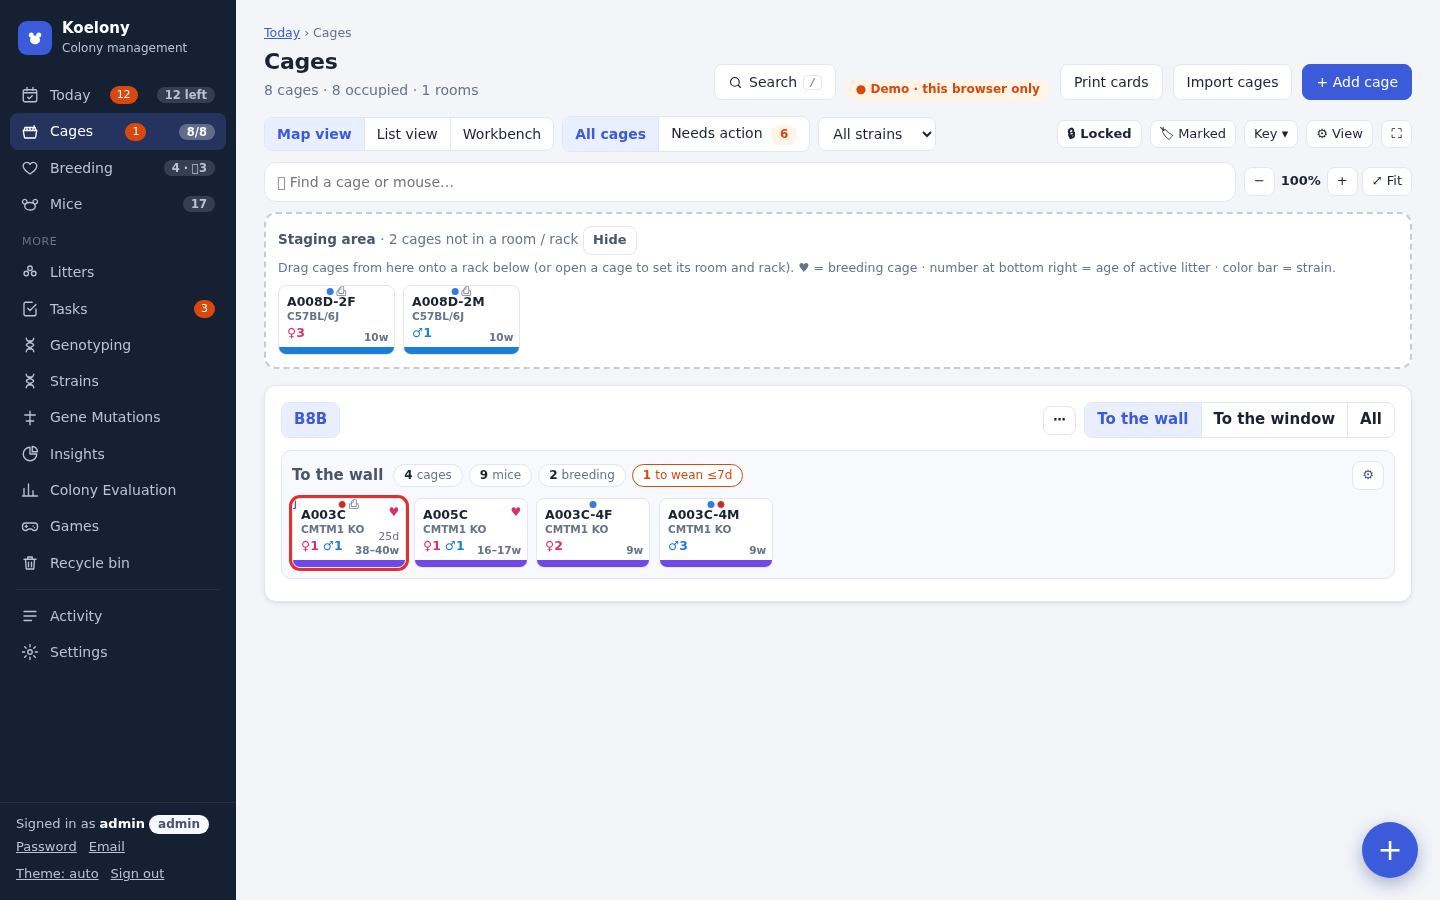 Koelony
Colony management
Today 12 12 left
Cages 1 8/8
Breeding 4 · 3
Mice 17
MORE
Litters
Tasks 3
Genotyping
Strains
Gene Mutations
Insights
Colony Evaluation
Games
Recycle bin
Activity
Settings
Signed in as admin admin
Password Email
Theme: auto Sign out
Today › Cages
Cages
8 cages · 8 occupied · 1 rooms
Search /
● Demo · this browser only
Print cards
Import cages
+ Add cage
Map view List view Workbench
All cages Needs action 6
All strains
Locked
Marked
Key ▾
⚙ View
Find a cage or mouse…
− 100% + ⤢ Fit
Staging area · 2 cages not in a room / rack Hide
Drag cages from here onto a rack below (or open a cage to set its room and rack). ♥ = breeding cage · number at bottom right = age of active litter · color bar = strain.
A008D-2F
C57BL/6J
♀3 10w
A008D-2M
C57BL/6J
♂1 10w
B8B
⋯
To the wall To the window All
To the wall 4 cages 9 mice 2 breeding 1 to wean ≤7d
A003C ♥
CMTM1 KO
25d
♀1 ♂1 38–40w
A005C ♥
CMTM1 KO
♀1 ♂1 16–17w
A003C-4F
CMTM1 KO
♀2 9w
A003C-4M
CMTM1 KO
♂3 9w
+